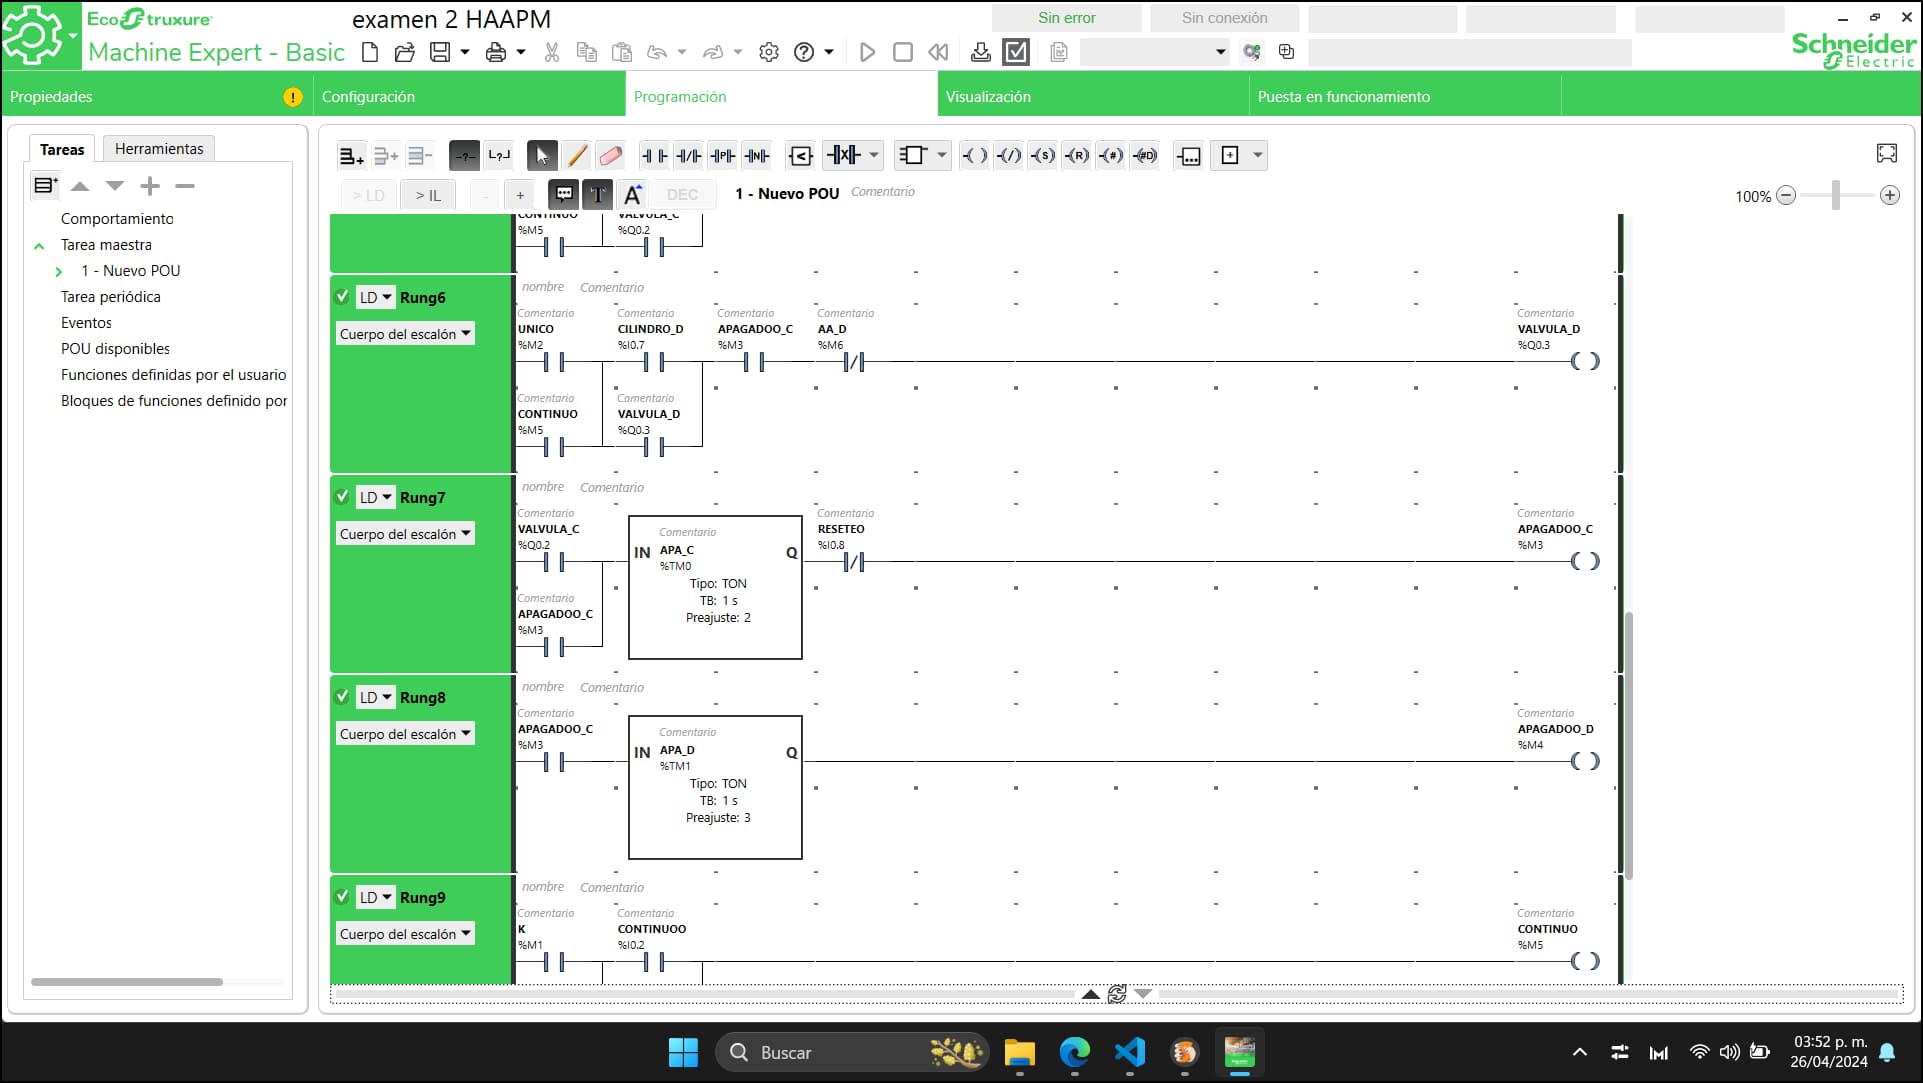 EcoStruxure
Machine Expert - Basic
examen 2 HAAPM
Sin error
Sin conexión
Schneider
Electric
Propiedades
Configuración
Programación
Visualización
Puesta en funcionamiento
Tareas
Herramientas
Comportamiento
Tarea maestra
1 - Nuevo POU
Tarea periódica
Eventos
POU disponibles
Funciones definidas por el usuario
Bloques de funciones definido por
> LD
> IL
-
+
T
A
DEC
1 - Nuevo POU
Comentario
100%
CONTINUO
VALVULA_C
%M5
%Q0.2
LD
Rung6
nombre
Comentario
Cuerpo del escalón
Comentario
Comentario
Comentario
Comentario
Comentario
UNICO
CILINDRO_D
APAGADOO_C
AA_D
VALVULA_D
%M2
%I0.7
%M3
%M6
%Q0.3
Comentario
Comentario
CONTINUO
VALVULA_D
%M5
%Q0.3
LD
Rung7
nombre
Comentario
Cuerpo del escalón
Comentario
Comentario
Comentario
VALVULA_C
RESETEO
APAGADOO_C
%Q0.2
%I0.8
%M3
Comentario
IN
APA_C
Q
%TM0
Tipo: TON
TB: 1 s
Preajuste: 2
Comentario
APAGADOO_C
%M3
LD
Rung8
nombre
Comentario
Cuerpo del escalón
Comentario
Comentario
APAGADOO_C
APAGADOO_D
%M3
%M4
Comentario
IN
APA_D
Q
%TM1
Tipo: TON
TB: 1 s
Preajuste: 3
LD
Rung9
nombre
Comentario
Cuerpo del escalón
Comentario
Comentario
Comentario
K
CONTINUOO
CONTINUO
%M1
%I0.2
%M5
Buscar
03:52 p. m.
26/04/2024